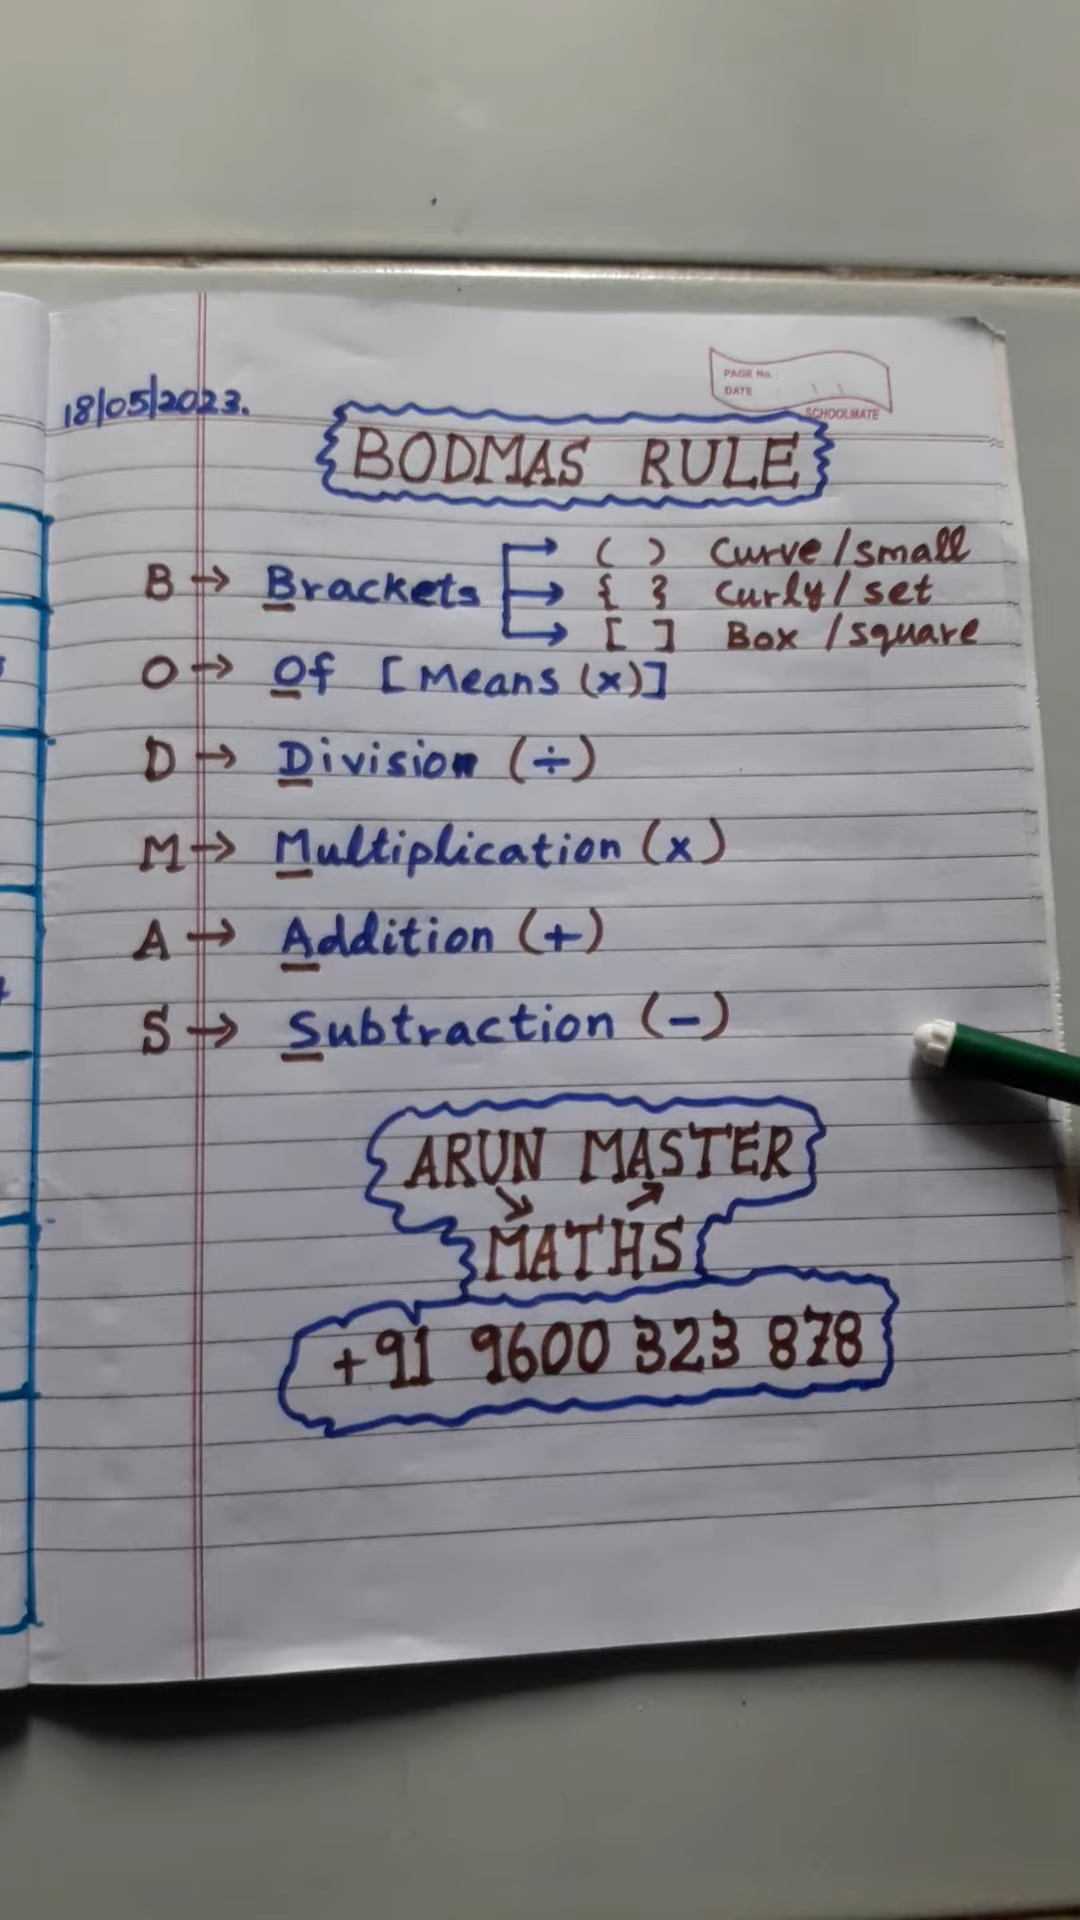 PAGE No.
DATE
SCHOOLMATE
18/05/2023.
BODMAS RULE
B → Brackets → ( ) Curve/small
→ { } Curly/set
→ [ ] Box/square
O → Of [Means (x)]
D → Division (÷)
M → Multiplication (x)
A → Addition (+)
S → Subtraction (-)
ARUN MASTER
MATHS
+91 9600 323 878